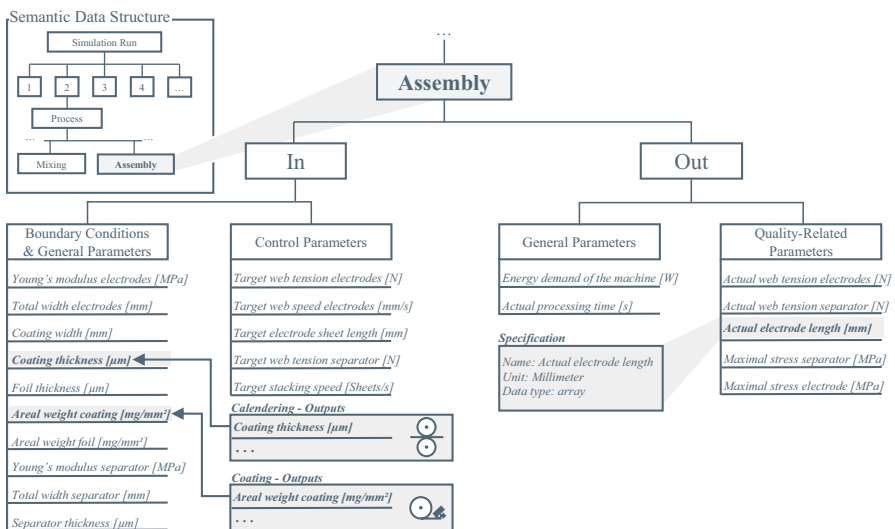 Semantic Data Structure
Simulation Run
1 2 3 4 ...
Process
... ...
Mixing Assembly
...
Assembly
In Out
Boundary Conditions
& General Parameters
Young's modulus electrodes [MPa]
Total width electrodes [mm]
Coating width [mm]
Coating thickness [µm]
Foil thickness [µm]
Areal weight coating [mg/mm²]
Areal weight foil [mg/mm²]
Young's modulus separator [MPa]
Total width separator [mm]
Separator thickness [µm]
Control Parameters
Target web tension electrodes [N]
Target web speed electrodes [mm/s]
Target electrode sheet length [mm]
Target web tension separator [N]
Target stacking speed [Sheets/s]
Calendering - Outputs
Coating thickness [µm]
...
Coating - Outputs
Areal weight coating [mg/mm²]
...
General Parameters
Energy demand of the machine [W]
Actual processing time [s]
Specification
Name: Actual electrode length
Unit: Millimeter
Data type: array
Quality-Related
Parameters
Actual web tension electrodes [N]
Actual web tension separator [N]
Actual electrode length [mm]
Maximal stress separator [MPa]
Maximal stress electrode [MPa]